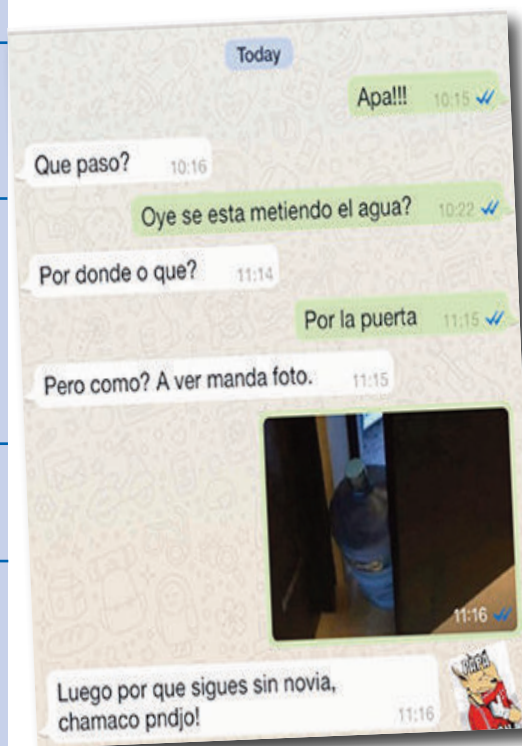 Today
Apa!!! 10:15
Que paso? 10:16
Oye se esta metiendo el agua? 10:22
Por donde o que? 11:14
Por la puerta 11:15
Pero como? A ver manda foto. 11:15
11:16
Luego por que sigues sin novia,
chamaco pndjo! 11:16
PAPA